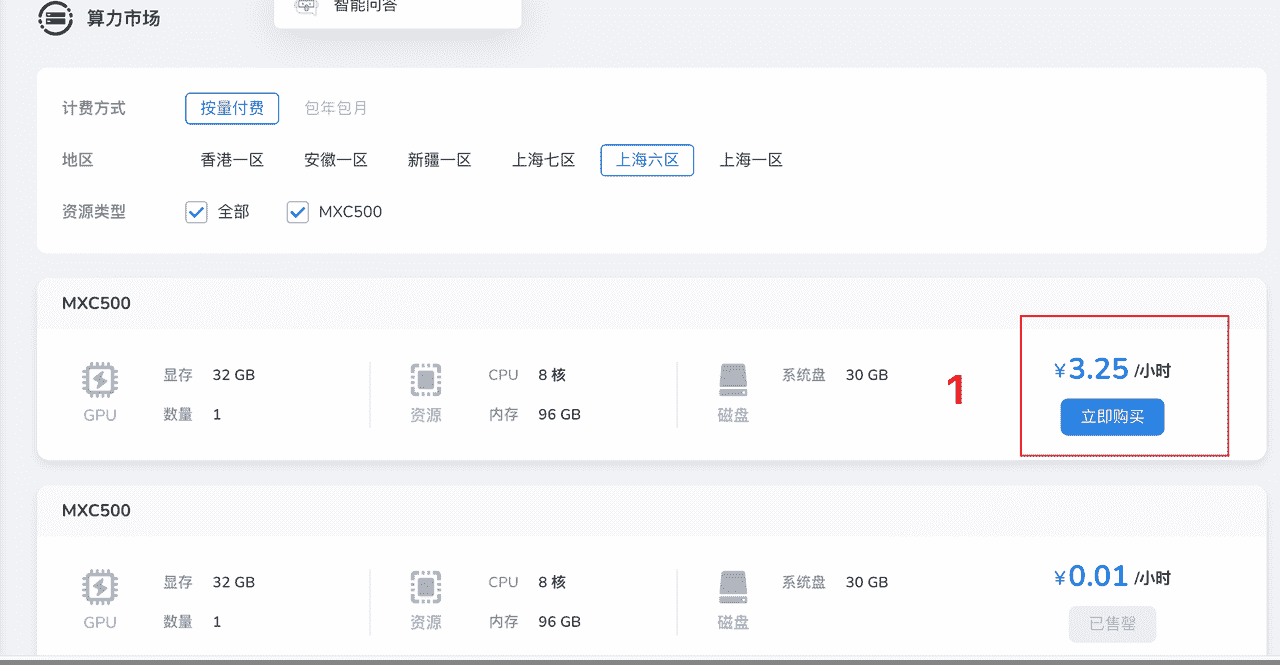 算力市场
智能问答
计费方式 按量付费 包年包月
地区 香港一区 安徽一区 新疆一区 上海七区 上海六区 上海一区
资源类型 全部 MXC500
MXC500
显存 32 GB CPU 8 核 系统盘 30 GB ¥3.25 /小时
GPU 数量 1 资源 内存 96 GB 磁盘 立即购买
1
MXC500
显存 32 GB CPU 8 核 系统盘 30 GB ¥0.01 /小时
GPU 数量 1 资源 内存 96 GB 磁盘 已售罄